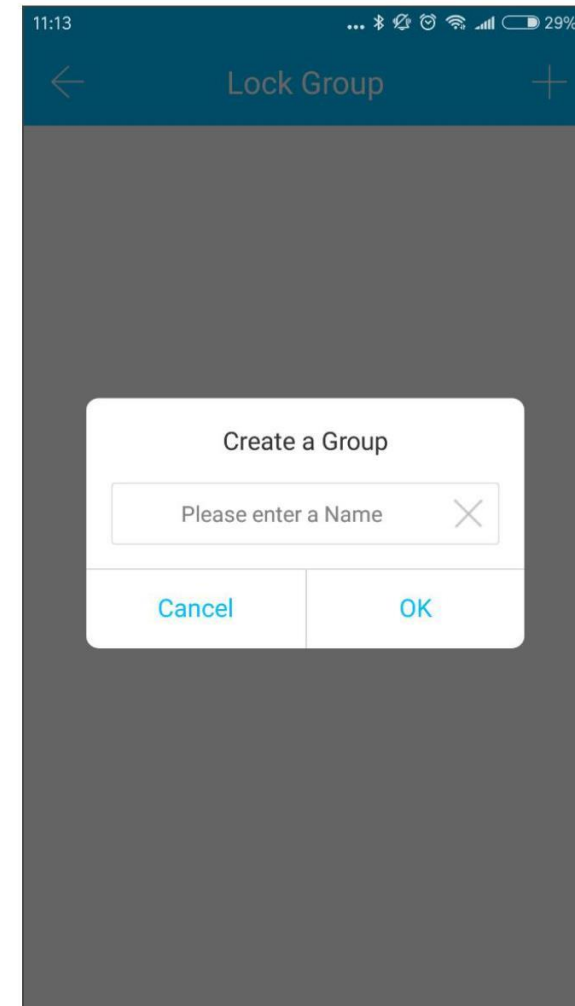 11:13 ... 29%
Lock Group
Create a Group
Please enter a Name
Cancel OK